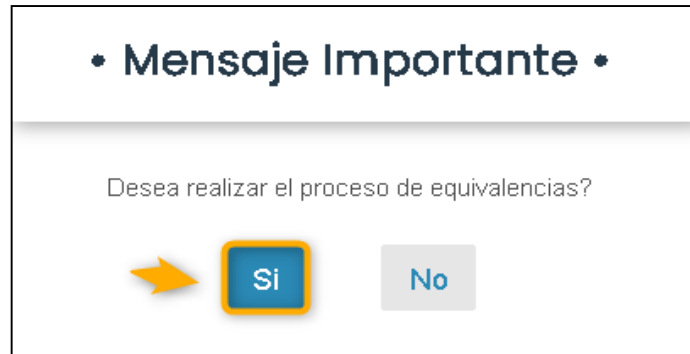 • Mensaje Importante •
Desea realizar el proceso de equivalencias?
Si
No